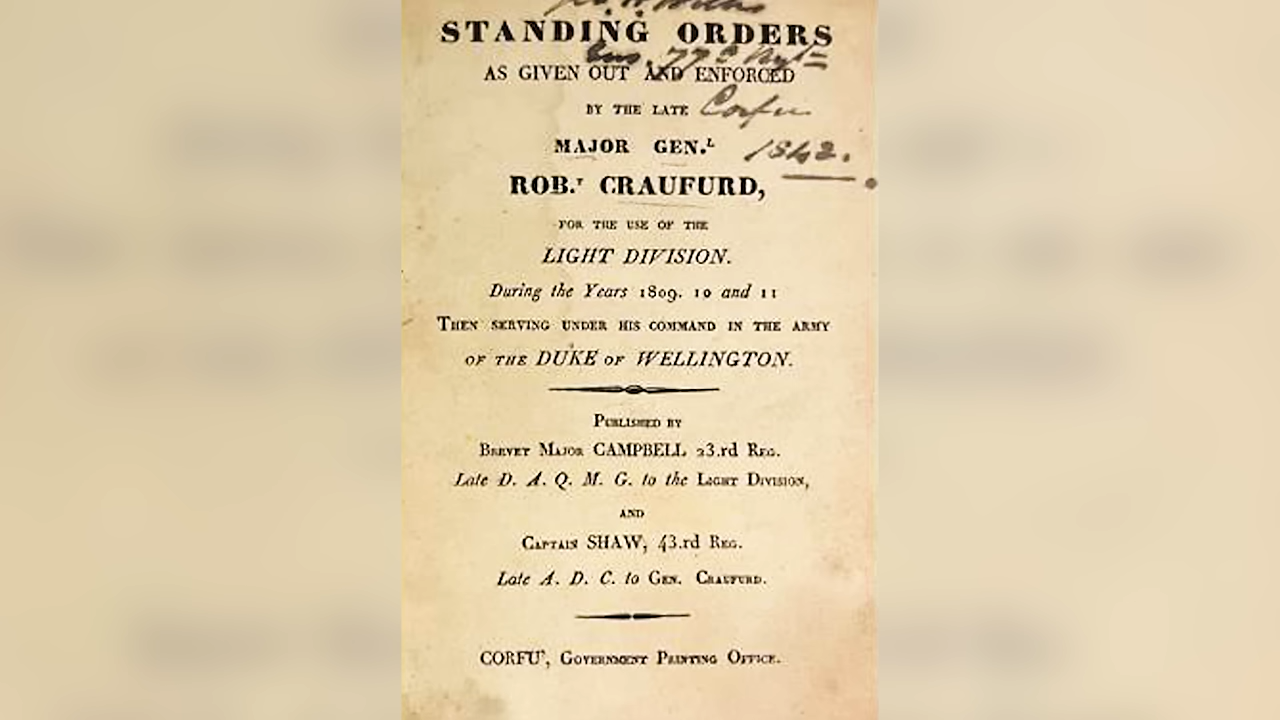 STANDING ORDERS
Ens. 77th Regt
AS GIVEN OUT AND ENFORCED
BY THE LATE
Corfu
MAJOR GEN.L
1842.
ROB.T CRAUFURD,
FOR THE USE OF THE
LIGHT DIVISION.
During the Years 1809. 10 and 11
THEN SERVING UNDER HIS COMMAND IN THE ARMY
OF THE DUKE OF WELLINGTON.
PUBLISHED BY
BREVET MAJOR CAMPBELL 23.rd REG.
Late D. A. Q. M. G. to the LIGHT DIVISION,
AND
CAPTAIN SHAW, 43.rd REG.
Late A. D. C. to GEN. CRAUFURD.
CORFU', GOVERNMENT PRINTING OFFICE.